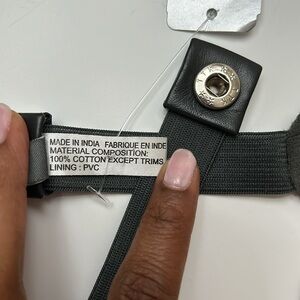 MADE IN INDIA FABRIQUE EN INDE
MATERIAL COMPOSITION:
100% COTTON EXCEPT TRIMS
LINING : PVC